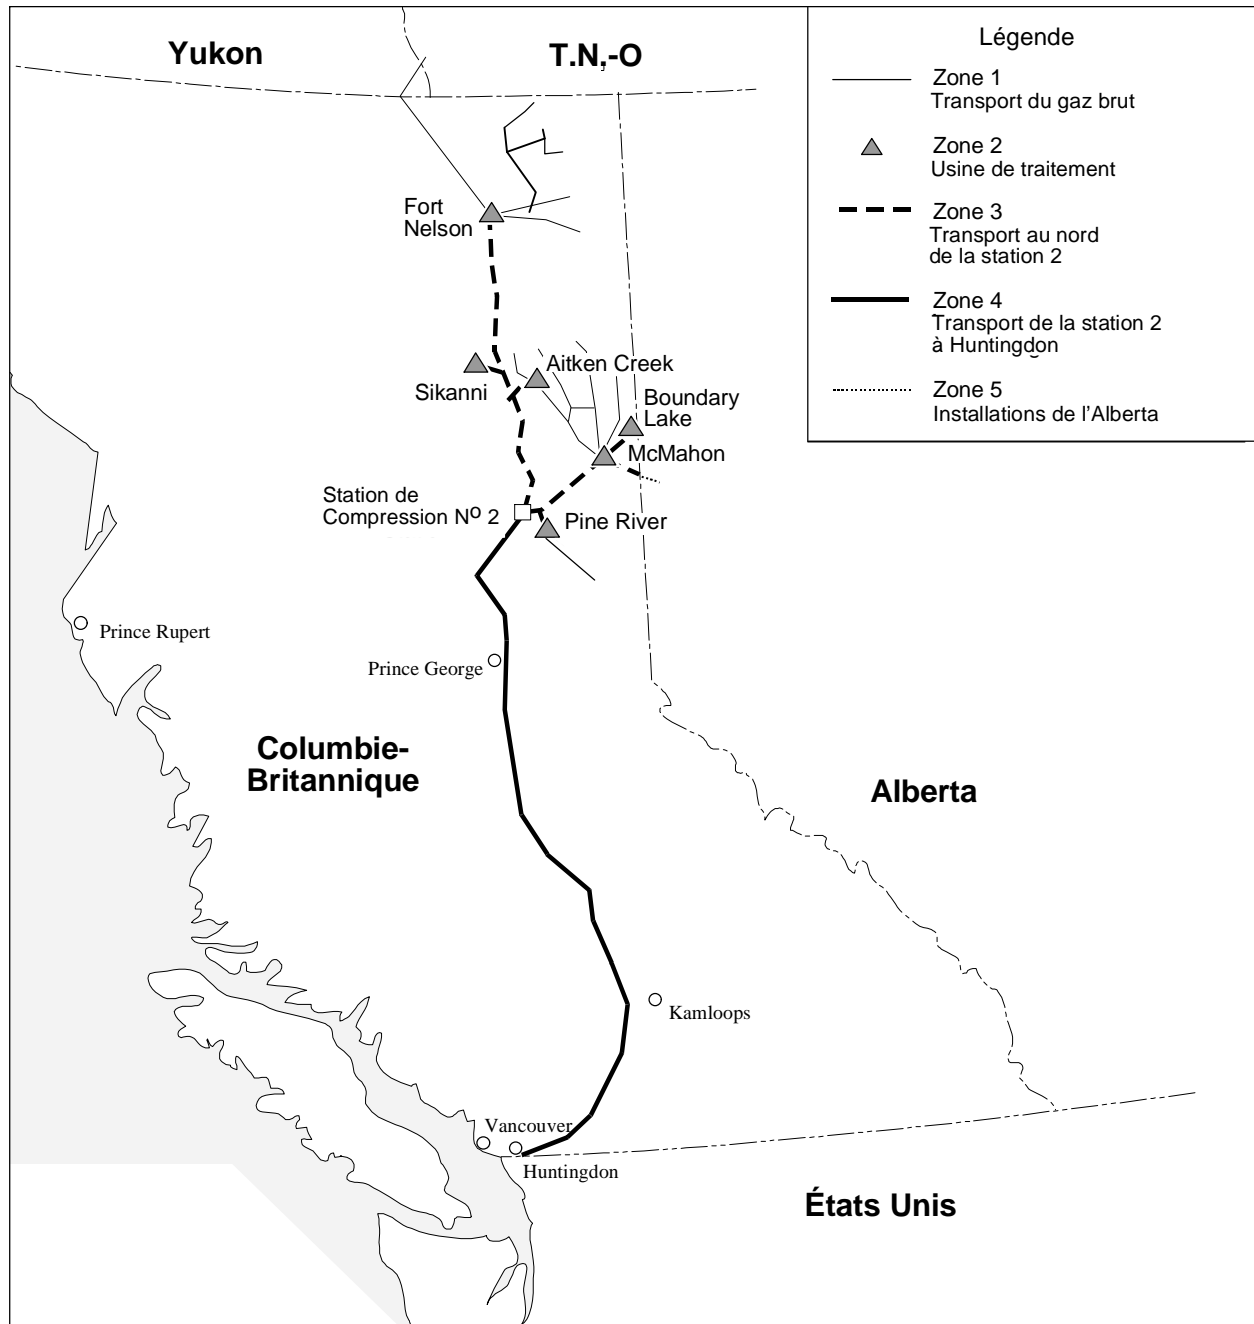 Yukon
T.N,-O
Légende
Zone 1
Transport du gaz brut
Zone 2
Usine de traitement
Zone 3
Transport au nord
de la station 2
Zone 4
Transport de la station 2
à Huntingdon
Zone 5
Installations de l'Alberta
Fort
Nelson
Sikanni
Aitken Creek
Boundary
Lake
McMahon
Station de
Compression Nº 2
Pine River
Prince Rupert
Prince George
Columbie-
Britannique
Alberta
Kamloops
Vancouver
Huntingdon
États Unis